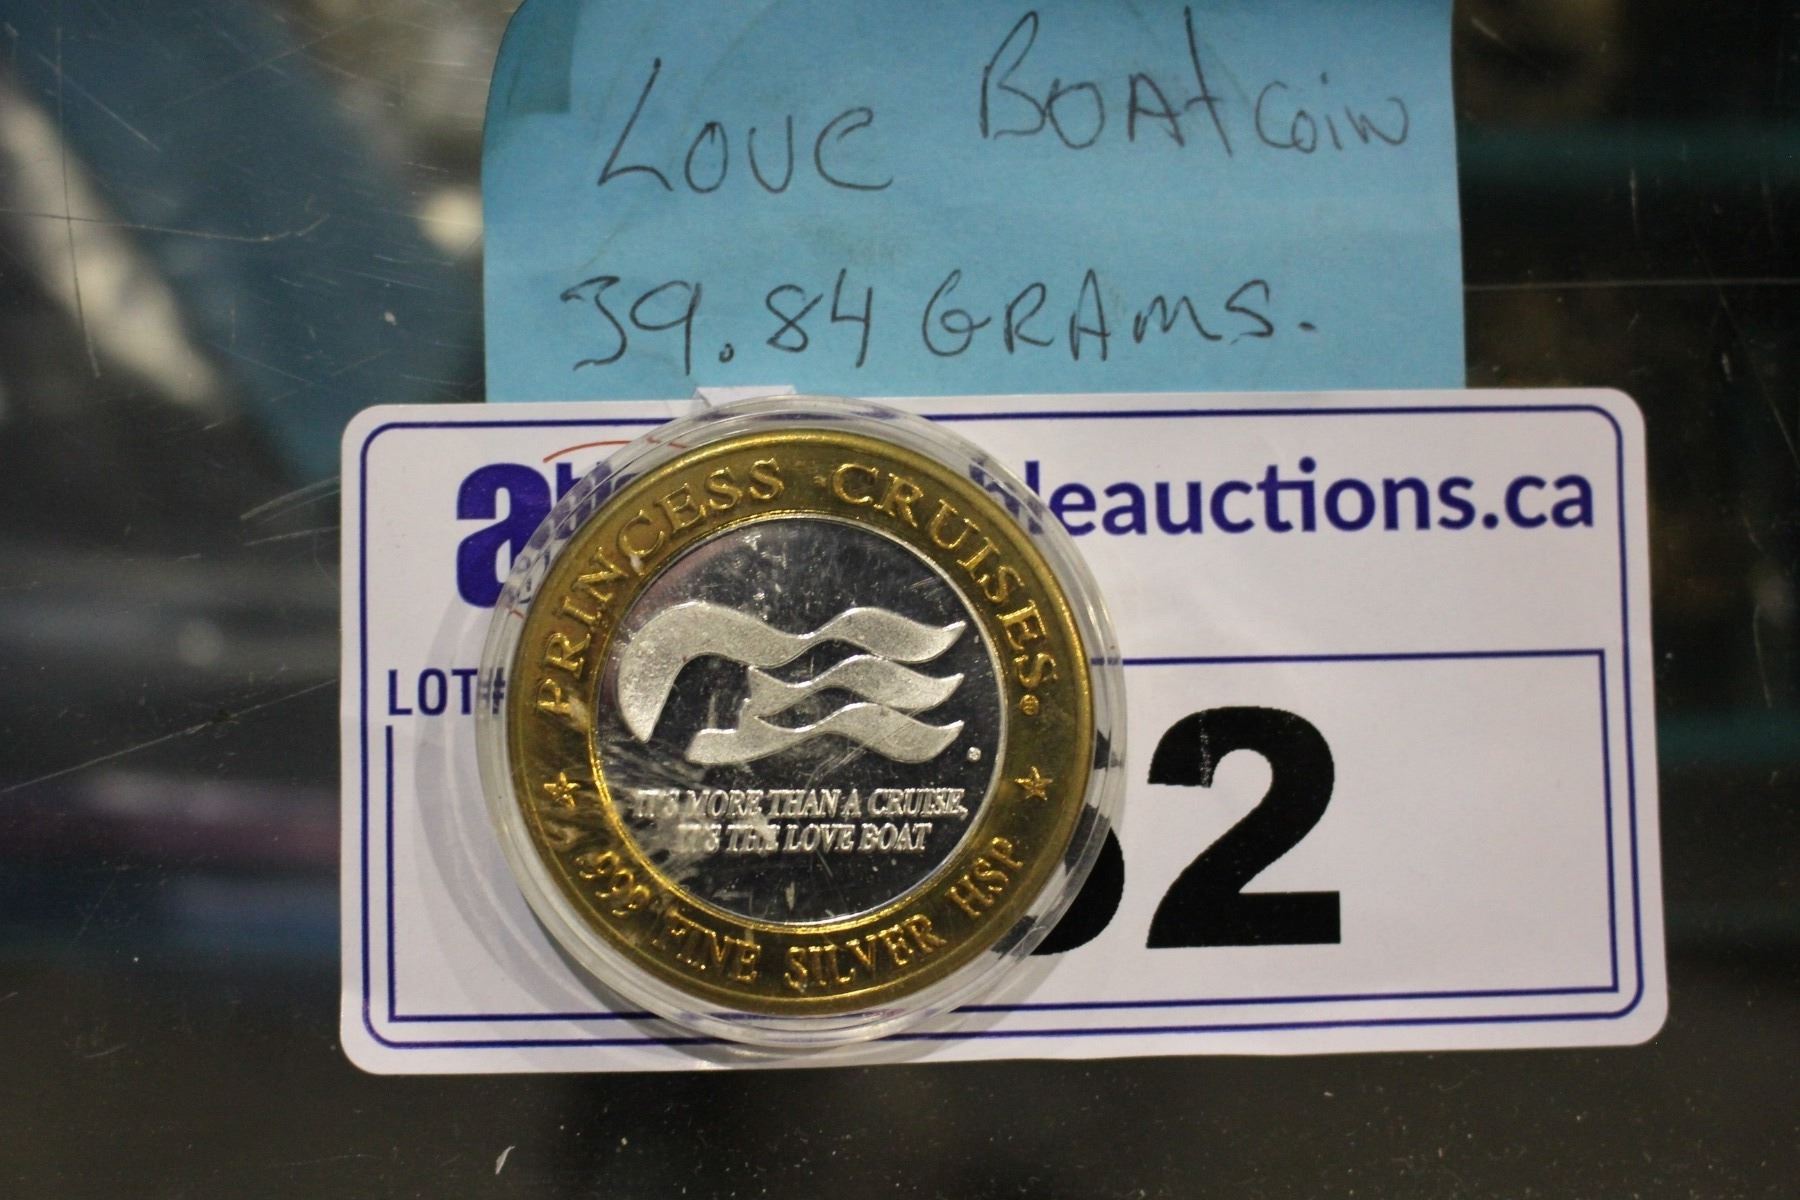 Love BOAt coin
39.84 GRAMS.
leauctions.ca
LOT#
2
PRINCESS CRUISES®
IT'S MORE THAN A CRUISE,
IT'S THE LOVE BOAT
.999 FINE SILVER HSP